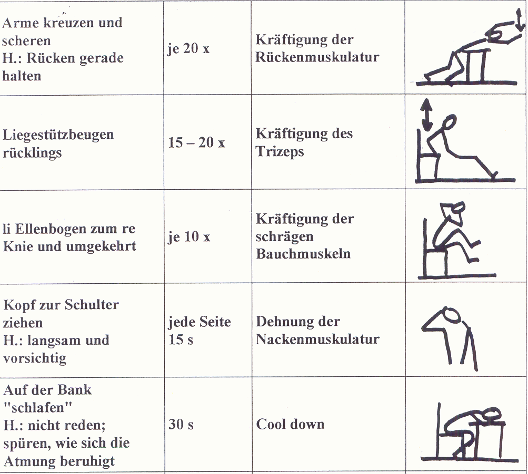 Arme kreuzen und
scheren
H.: Rücken gerade
halten
je 20 x
Kräftigung der
Rückenmuskulatur
Liegestützbeugen
rücklings
15 – 20 x
Kräftigung des
Trizeps
li Ellenbogen zum re
Knie und umgekehrt
je 10 x
Kräftigung der
schrägen
Bauchmuskeln
Kopf zur Schulter
ziehen
H.: langsam und
vorsichtig
jede Seite
15 s
Dehnung der
Nackenmuskulatur
Auf der Bank
"schlafen"
H.: nicht reden;
spüren, wie sich die
Atmung beruhigt
30 s
Cool down